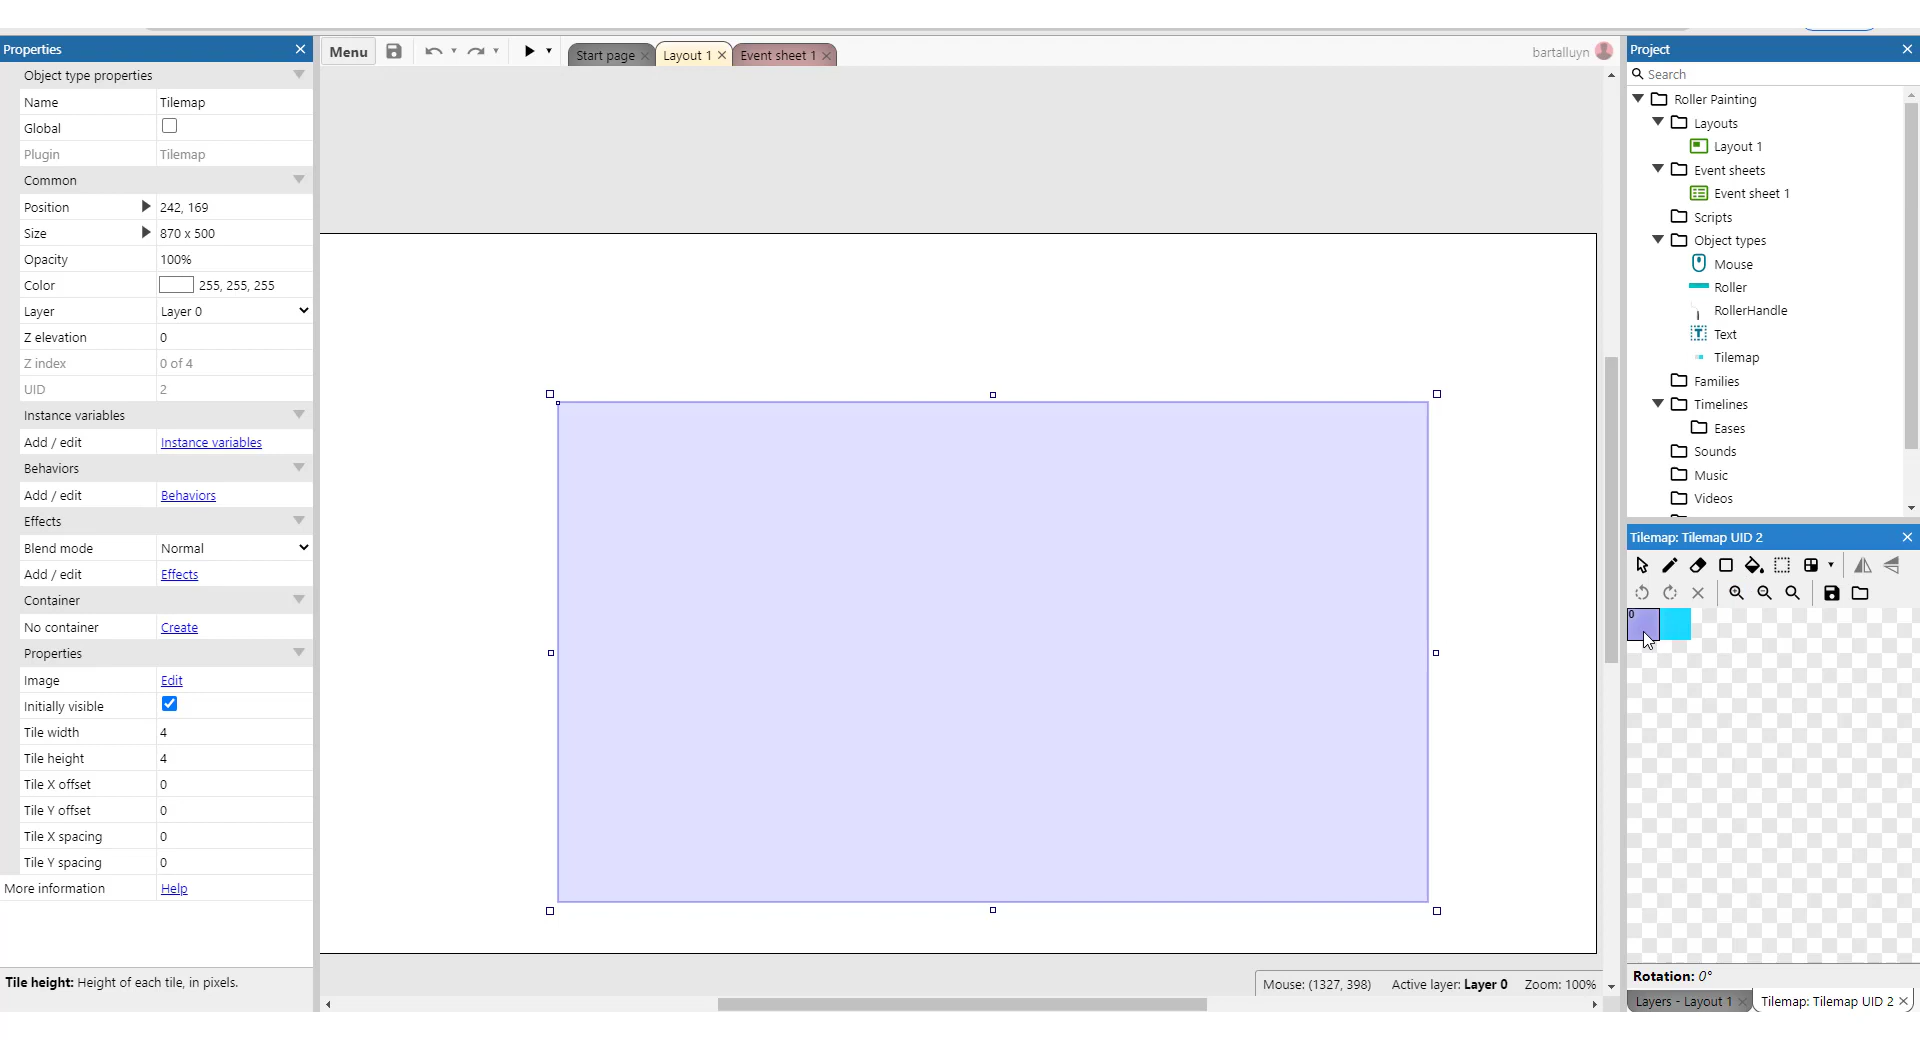 Properties
Object type properties
Name Tilemap
Global
Plugin Tilemap
Common
Position 242, 169
Size 870 x 500
Opacity 100%
Color 255, 255, 255
Layer Layer 0
Z elevation 0
Z index 0 of 4
UID 2
Instance variables
Add / edit Instance variables
Behaviors
Add / edit Behaviors
Effects
Blend mode Normal
Add / edit Effects
Container
No container Create
Properties
Image Edit
Initially visible
Tile width 4
Tile height 4
Tile X offset 0
Tile Y offset 0
Tile X spacing 0
Tile Y spacing 0
More information Help
Tile height: Height of each tile, in pixels.
Menu
Start page
Layout 1
Event sheet 1
bartalluyn
Mouse: (1327, 398) Active layer: Layer 0 Zoom: 100%
Project
Search
Roller Painting
Layouts
Layout 1
Event sheets
Event sheet 1
Scripts
Object types
Mouse
Roller
RollerHandle
Text
Tilemap
Families
Timelines
Eases
Sounds
Music
Videos
Tilemap: Tilemap UID 2
0
Rotation: 0°
Layers - Layout 1
Tilemap: Tilemap UID 2